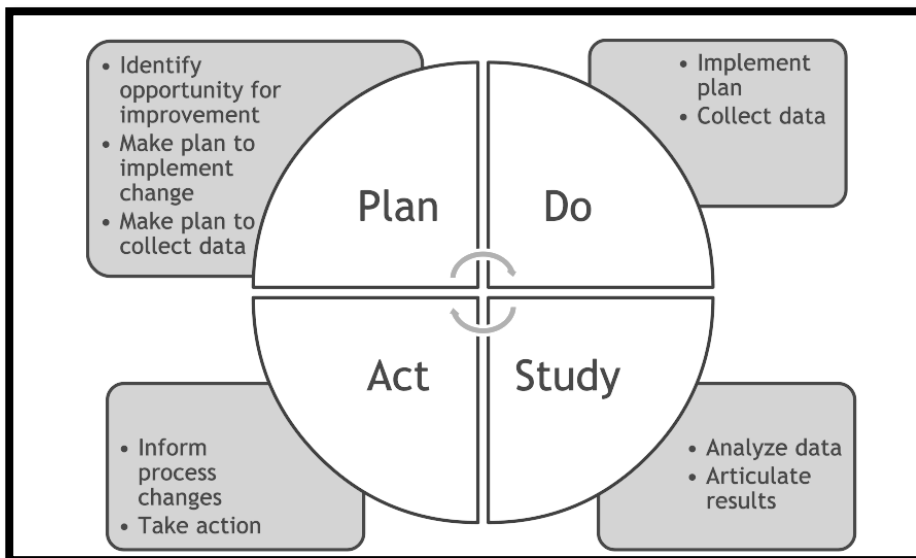 • Identify
opportunity for
improvement
• Make plan to
implement
change
• Make plan to
collect data
Plan
Do
• Implement
plan
• Collect data
Act
Study
• Inform
process
changes
• Take action
• Analyze data
• Articulate
results